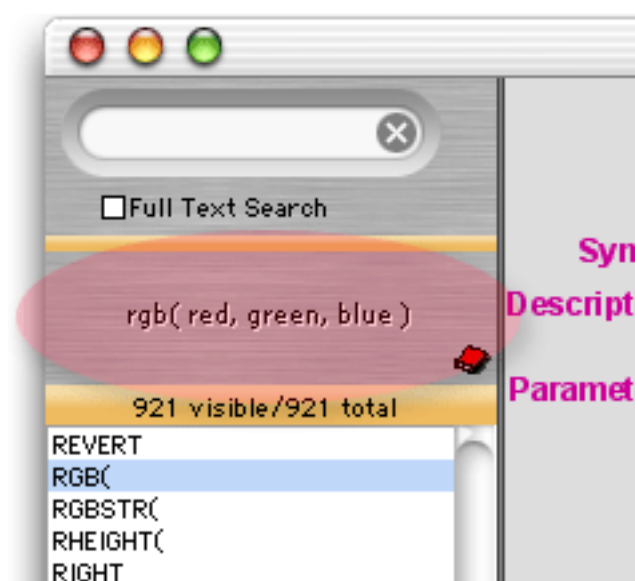 Full Text Search
Syn
rgb( red, green, blue )
Descript
Paramet
921 visible/921 total
REVERT
RGB(
RGBSTR(
RHEIGHT(
RIGHT